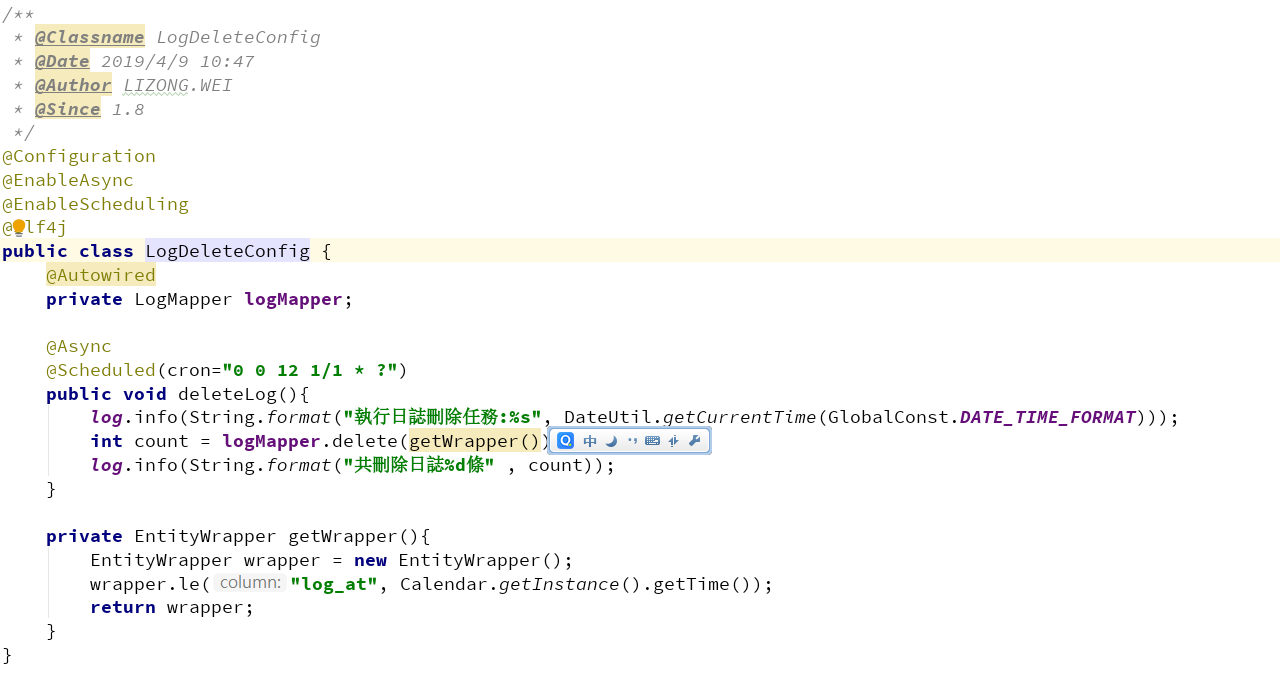 /**
 * @Classname LogDeleteConfig
 * @Date 2019/4/9 10:47
 * @Author LIZONG.WEI
 * @Since 1.8
 */
@Configuration
@EnableAsync
@EnableScheduling
@lf4j
public class LogDeleteConfig {
    @Autowired
    private LogMapper logMapper;
    @Async
    @Scheduled(cron="0 0 12 1/1 * ?")
    public void deleteLog(){
        log.info(String.format("執行日誌刪除任務:%s", DateUtil.getCurrentTime(GlobalConst.DATE_TIME_FORMAT)));
        int count = logMapper.delete(getWrapper()) 中
        log.info(String.format("共刪除日誌%d條" , count));
    }
    private EntityWrapper getWrapper(){
        EntityWrapper wrapper = new EntityWrapper();
        wrapper.le( column: "log_at", Calendar.getInstance().getTime());
        return wrapper;
    }
}